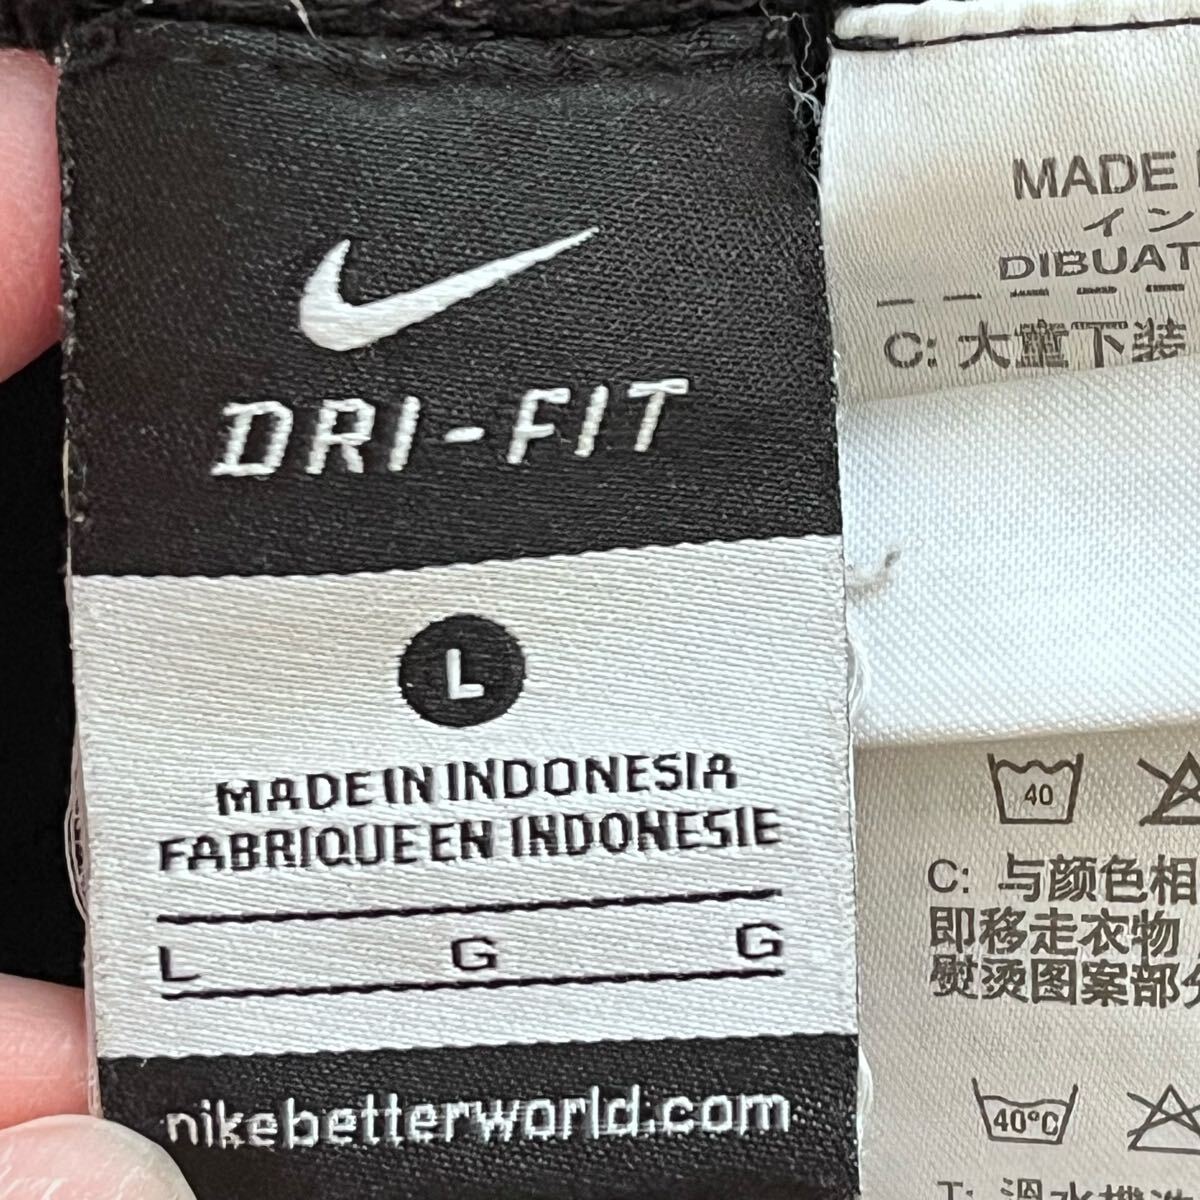 DRI-FIT
L
MADE IN INDONESIA
FABRIQUE EN INDONESIE
L G G
nikebetterworld.com
MADE
イン
DIBUAT
C: 大童下装
40
C: 与颜色相
即移走衣物
熨烫图案部分
40°C